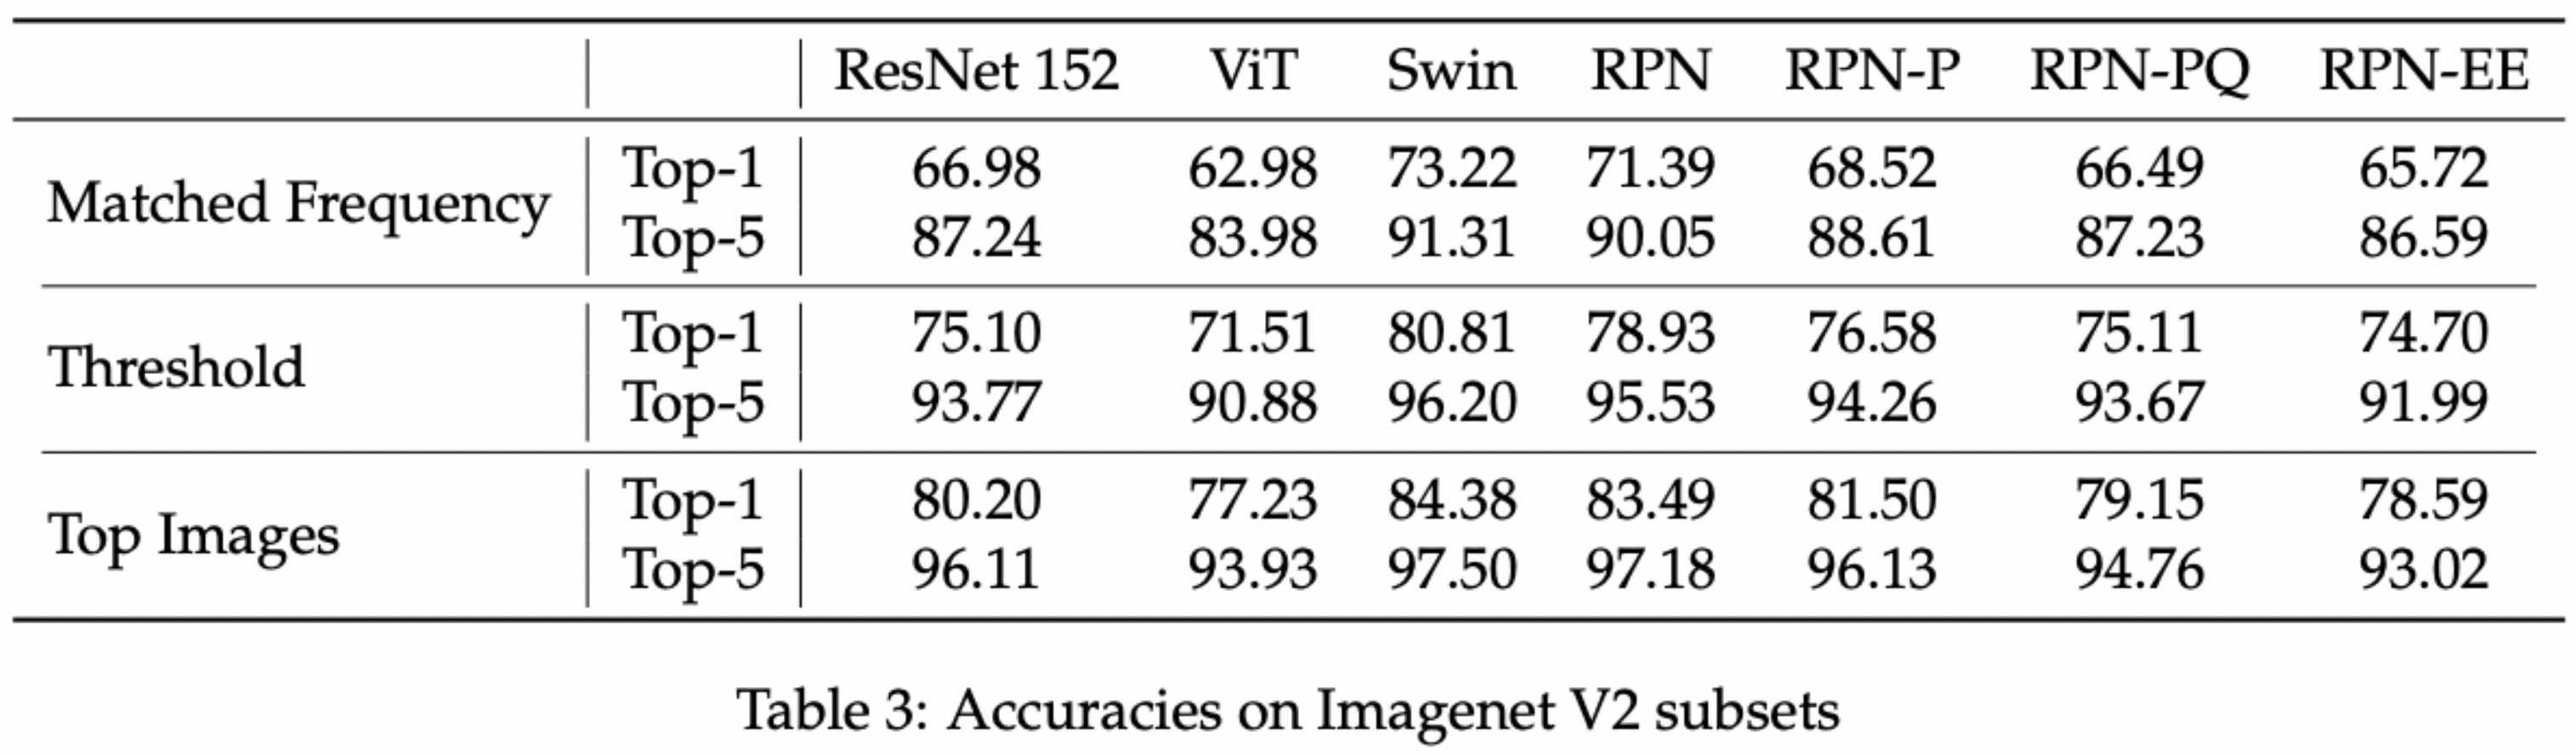 ResNet 152 ViT Swin RPN RPN-P RPN-PQ RPN-EE
Matched Frequency Top-1 66.98 62.98 73.22 71.39 68.52 66.49 65.72
Top-5 87.24 83.98 91.31 90.05 88.61 87.23 86.59
Threshold Top-1 75.10 71.51 80.81 78.93 76.58 75.11 74.70
Top-5 93.77 90.88 96.20 95.53 94.26 93.67 91.99
Top Images Top-1 80.20 77.23 84.38 83.49 81.50 79.15 78.59
Top-5 96.11 93.93 97.50 97.18 96.13 94.76 93.02
Table 3: Accuracies on Imagenet V2 subsets